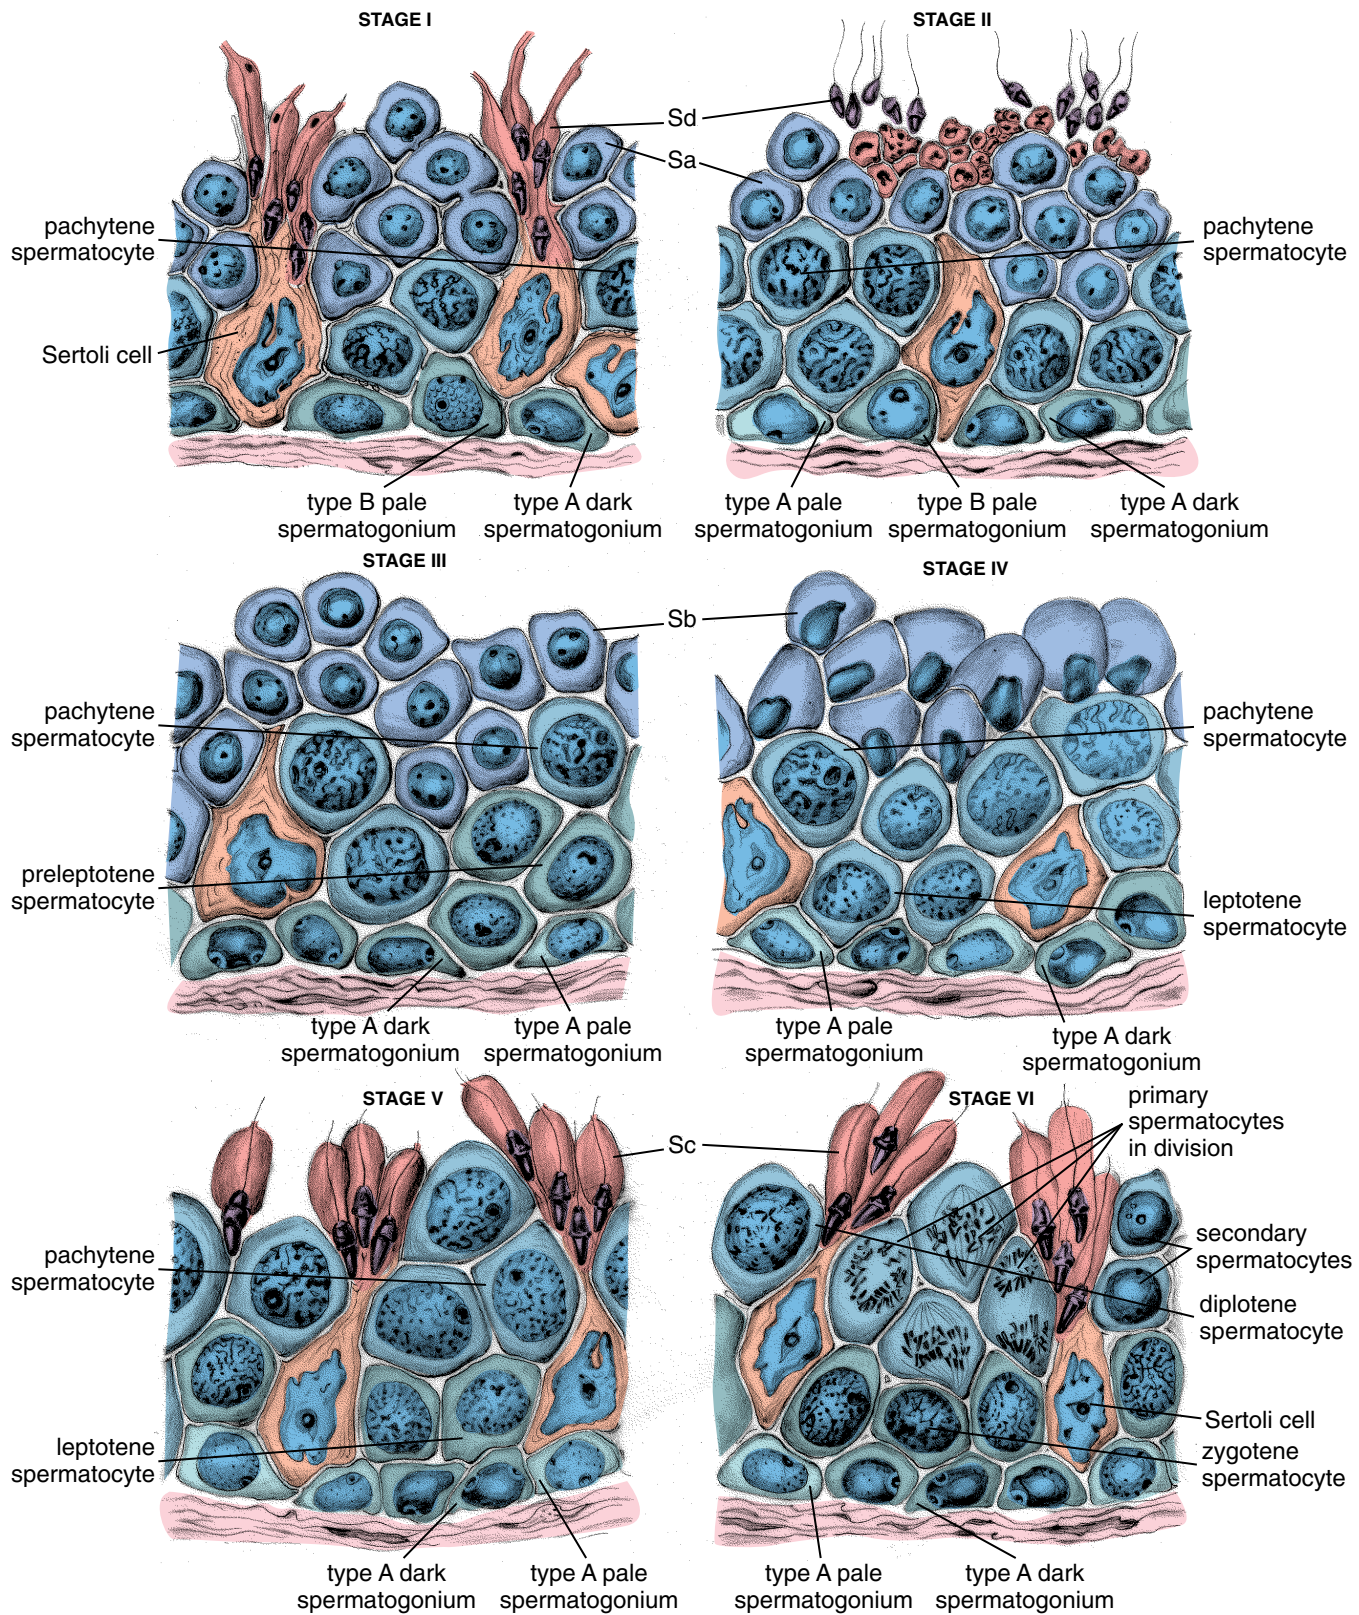 STAGE I
STAGE II
Sd
Sa
pachytene
spermatocyte
pachytene
spermatocyte
Sertoli cell
type B pale
spermatogonium
type A dark
spermatogonium
type A pale
spermatogonium
type B pale
spermatogonium
type A dark
spermatogonium
STAGE III
STAGE IV
Sb
pachytene
spermatocyte
pachytene
spermatocyte
preleptotene
spermatocyte
leptotene
spermatocyte
type A dark
spermatogonium
type A pale
spermatogonium
type A pale
spermatogonium
type A dark
spermatogonium
STAGE V
STAGE VI
primary
spermatocytes
in division
Sc
pachytene
spermatocyte
secondary
spermatocytes
diplotene
spermatocyte
leptotene
spermatocyte
Sertoli cell
zygotene
spermatocyte
type A dark
spermatogonium
type A pale
spermatogonium
type A pale
spermatogonium
type A dark
spermatogonium